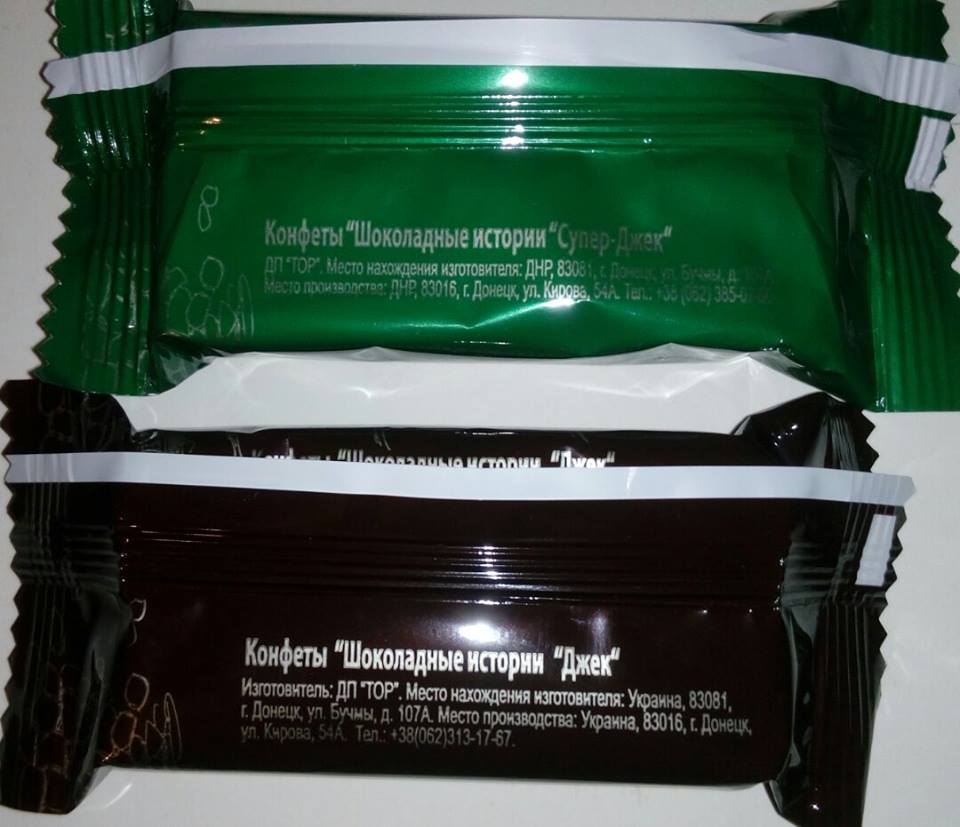 Конфеты "Шоколадные истории "Супер-Джек"
ДП "ТОР". Место нахождения изготовителя: ДНР, 83081, г. Донецк, ул. Бучмы, д.
Место производства: ДНР, 83016, г. Донецк, ул. Кирова, 54А. Тел.: +38 (062)
Конфеты "Шоколадные истории "Джек"
Конфеты "Шоколадные истории "Джек"
Изготовитель: ДП "ТОР". Место нахождения изготовителя: Украина, 83081,
г. Донецк, ул. Бучмы, д. 107А. Место производства: Украина, 83016, г. Донецк,
ул. Кирова, 54А. Тел.: +38(062)313-17-67.